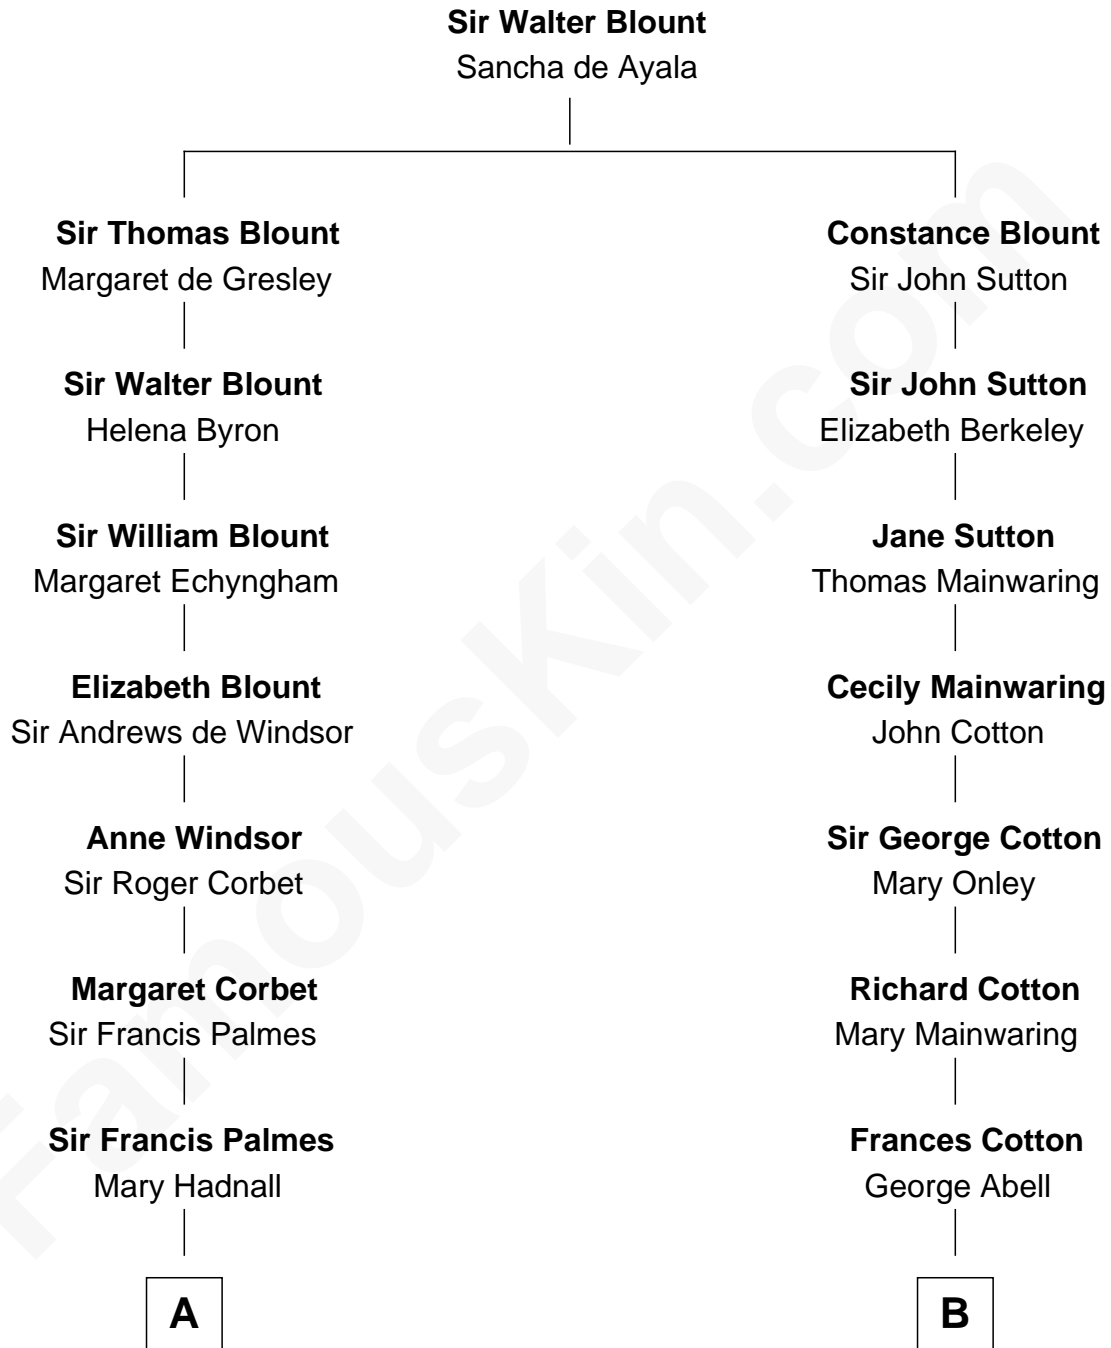 Sir Walter Blount
Sancha de Ayala
Sir Thomas Blount
Margaret de Gresley
Sir Walter Blount
Helena Byron
Sir William Blount
Margaret Echyngham
Elizabeth Blount
Sir Andrews de Windsor
Anne Windsor
Sir Roger Corbet
Margaret Corbet
Sir Francis Palmes
Sir Francis Palmes
Mary Hadnall
A
Constance Blount
Sir John Sutton
Sir John Sutton
Elizabeth Berkeley
Jane Sutton
Thomas Mainwaring
Cecily Mainwaring
John Cotton
Sir George Cotton
Mary Onley
Richard Cotton
Mary Mainwaring
Frances Cotton
George Abell
B
FamousKin.com